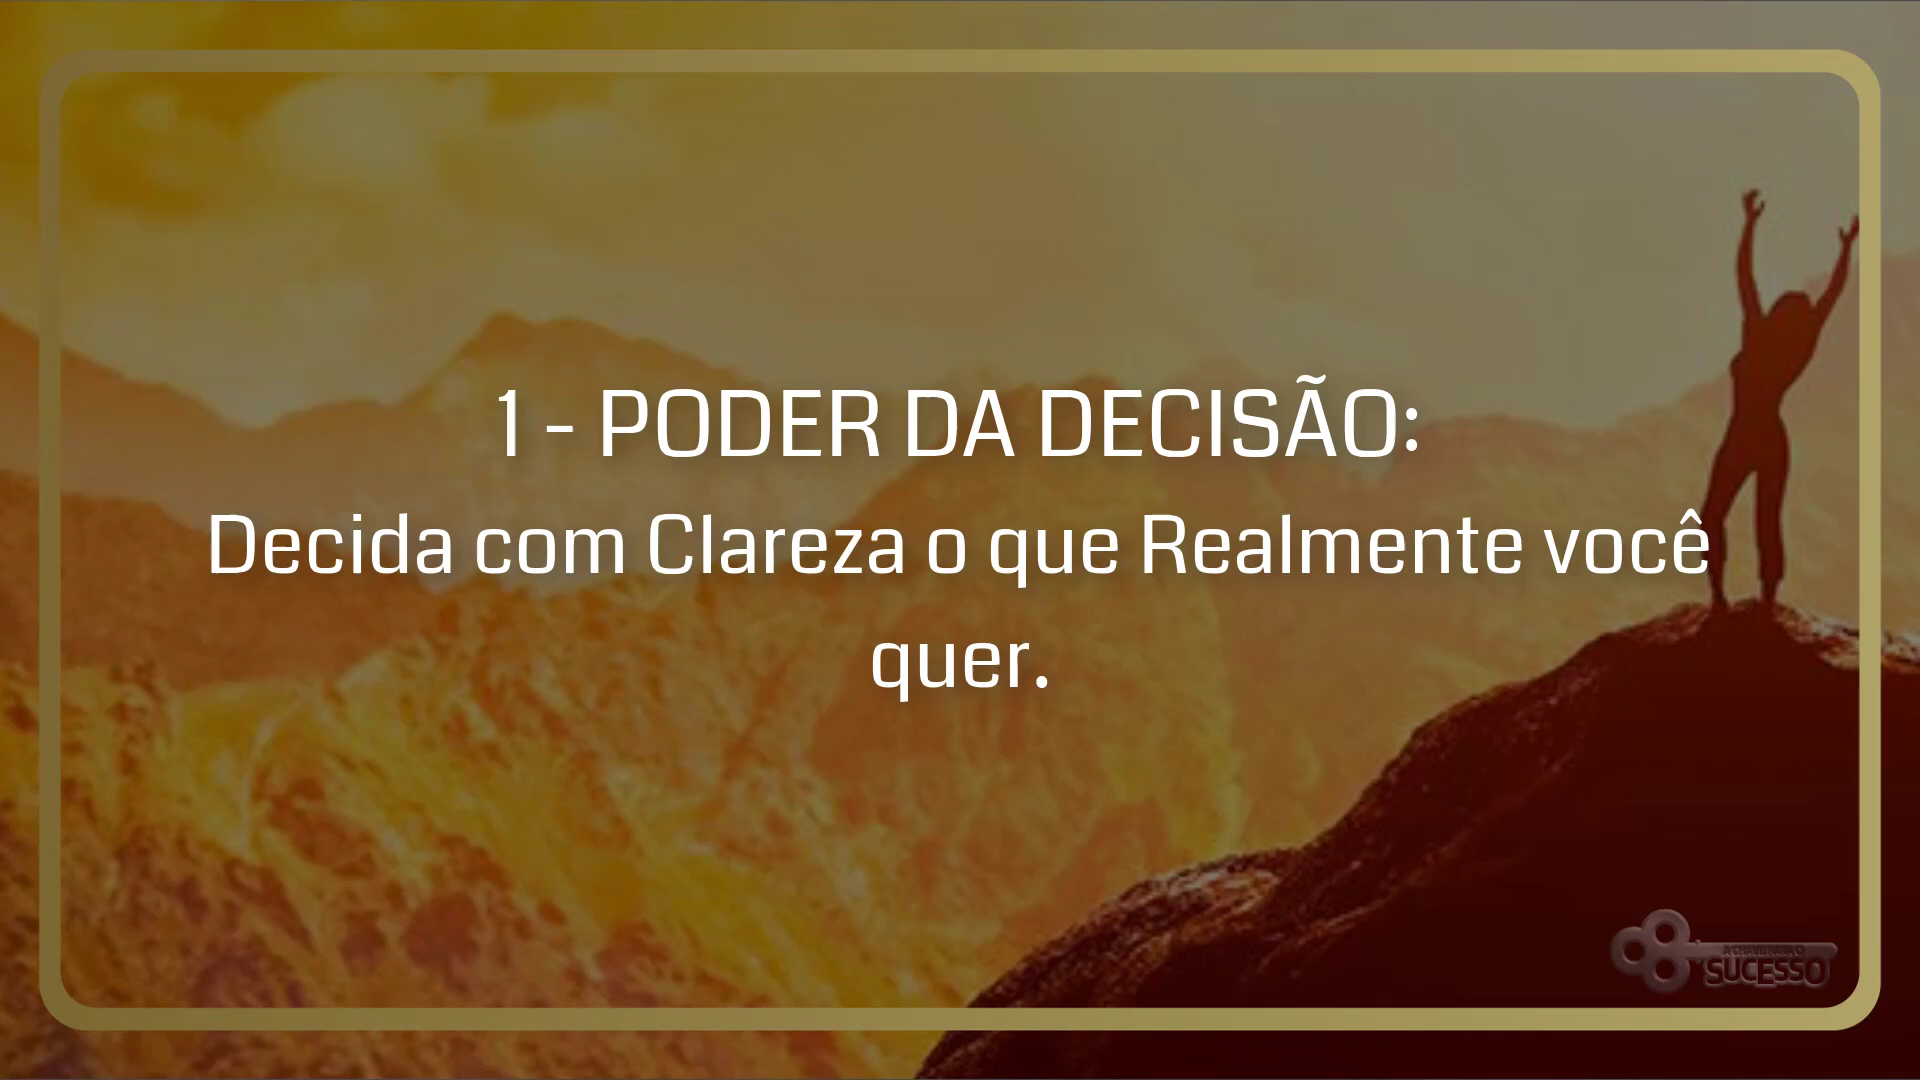 1 - PODER DA DECISÃO:
Decida com Clareza o que Realmente você
quer.
SUCESSO